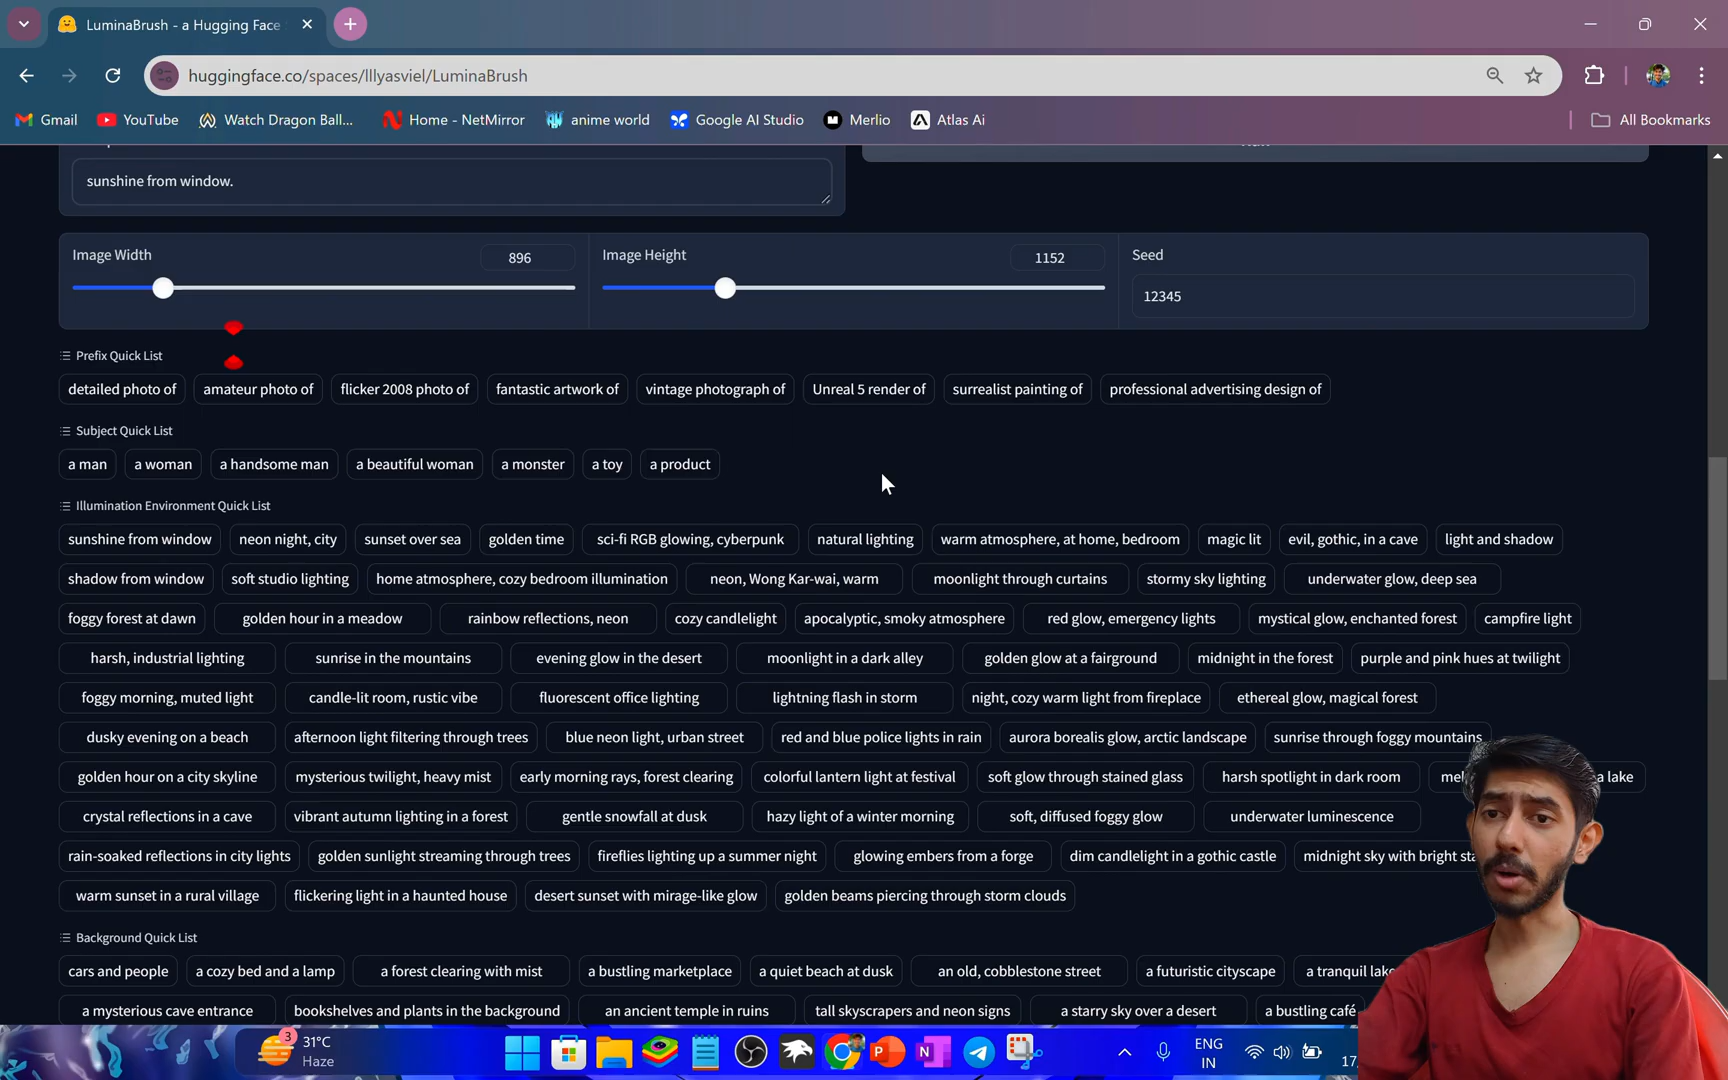 LuminaBrush - a Hugging Face
huggingface.co/spaces/lllyasviel/LuminaBrush
Gmail YouTube Watch Dragon Ball... Home - NetMirror anime world Google AI Studio Merlio Atlas Ai All Bookmarks
sunshine from window.
Image Width 896 Image Height 1152 Seed
12345
Prefix Quick List
detailed photo of amateur photo of flicker 2008 photo of fantastic artwork of vintage photograph of Unreal 5 render of surrealist painting of professional advertising design of
Subject Quick List
a man a woman a handsome man a beautiful woman a monster a toy a product
Illumination Environment Quick List
sunshine from window neon night, city sunset over sea golden time sci-fi RGB glowing, cyberpunk natural lighting warm atmosphere, at home, bedroom magic lit evil, gothic, in a cave light and shadow
shadow from window soft studio lighting home atmosphere, cozy bedroom illumination neon, Wong Kar-wai, warm moonlight through curtains stormy sky lighting underwater glow, deep sea
foggy forest at dawn golden hour in a meadow rainbow reflections, neon cozy candlelight apocalyptic, smoky atmosphere red glow, emergency lights mystical glow, enchanted forest campfire light
harsh, industrial lighting sunrise in the mountains evening glow in the desert moonlight in a dark alley golden glow at a fairground midnight in the forest purple and pink hues at twilight
foggy morning, muted light candle-lit room, rustic vibe fluorescent office lighting lightning flash in storm night, cozy warm light from fireplace ethereal glow, magical forest
dusky evening on a beach afternoon light filtering through trees blue neon light, urban street red and blue police lights in rain aurora borealis glow, arctic landscape sunrise through foggy mountains
golden hour on a city skyline mysterious twilight, heavy mist early morning rays, forest clearing colorful lantern light at festival soft glow through stained glass harsh spotlight in dark room a lake
crystal reflections in a cave vibrant autumn lighting in a forest gentle snowfall at dusk hazy light of a winter morning soft, diffused foggy glow underwater luminescence
rain-soaked reflections in city lights golden sunlight streaming through trees fireflies lighting up a summer night glowing embers from a forge dim candlelight in a gothic castle midnight sky with bright
warm sunset in a rural village flickering light in a haunted house desert sunset with mirage-like glow golden beams piercing through storm clouds
Background Quick List
cars and people a cozy bed and a lamp a forest clearing with mist a bustling marketplace a quiet beach at dusk an old, cobblestone street a futuristic cityscape a tranquil
a mysterious cave entrance bookshelves and plants in the background an ancient temple in ruins tall skyscrapers and neon signs a starry sky over a desert a bustling café
3 31°C
Haze
ENG
IN
17